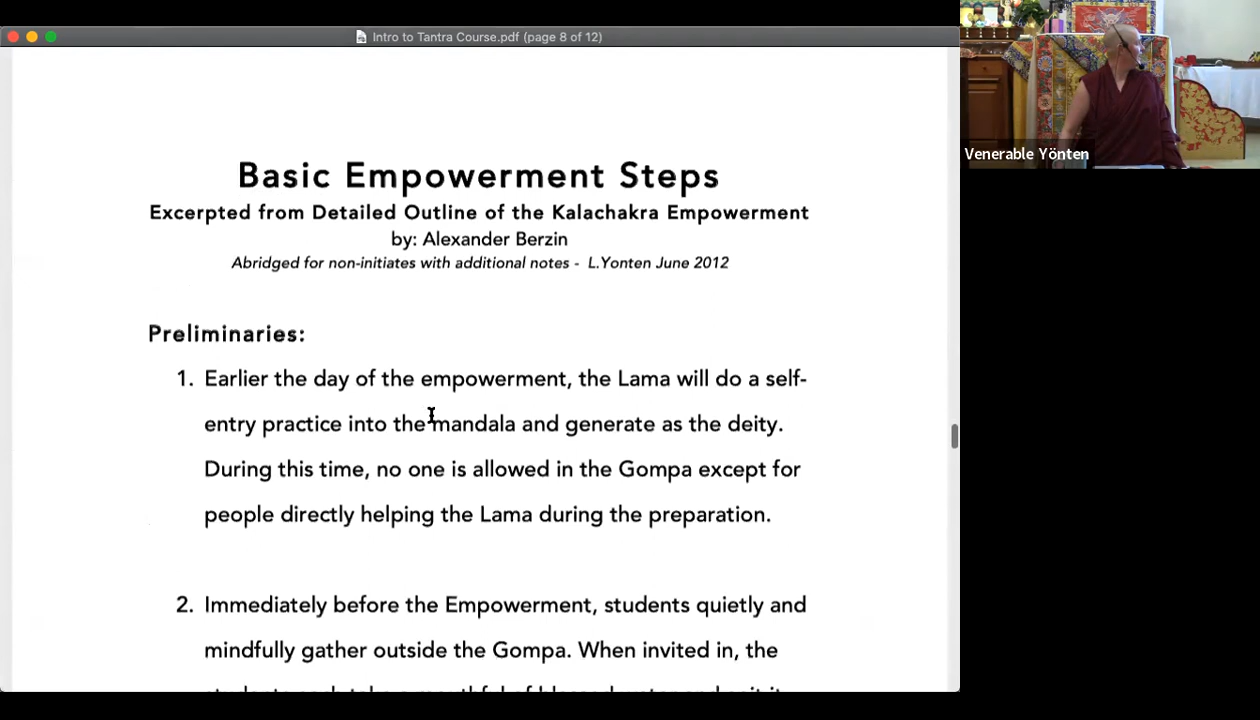 Intro to Tantra Course.pdf (page 8 of 12)
Basic Empowerment Steps
Excerpted from Detailed Outline of the Kalachakra Empowerment
by: Alexander Berzin
Abridged for non-initiates with additional notes - L.Yonten June 2012
Preliminaries:
1. Earlier the day of the empowerment, the Lama will do a self-
entry practice into the mandala and generate as the deity.
During this time, no one is allowed in the Gompa except for
people directly helping the Lama during the preparation.
2. Immediately before the Empowerment, students quietly and
mindfully gather outside the Gompa. When invited in, the
Venerable Yönten